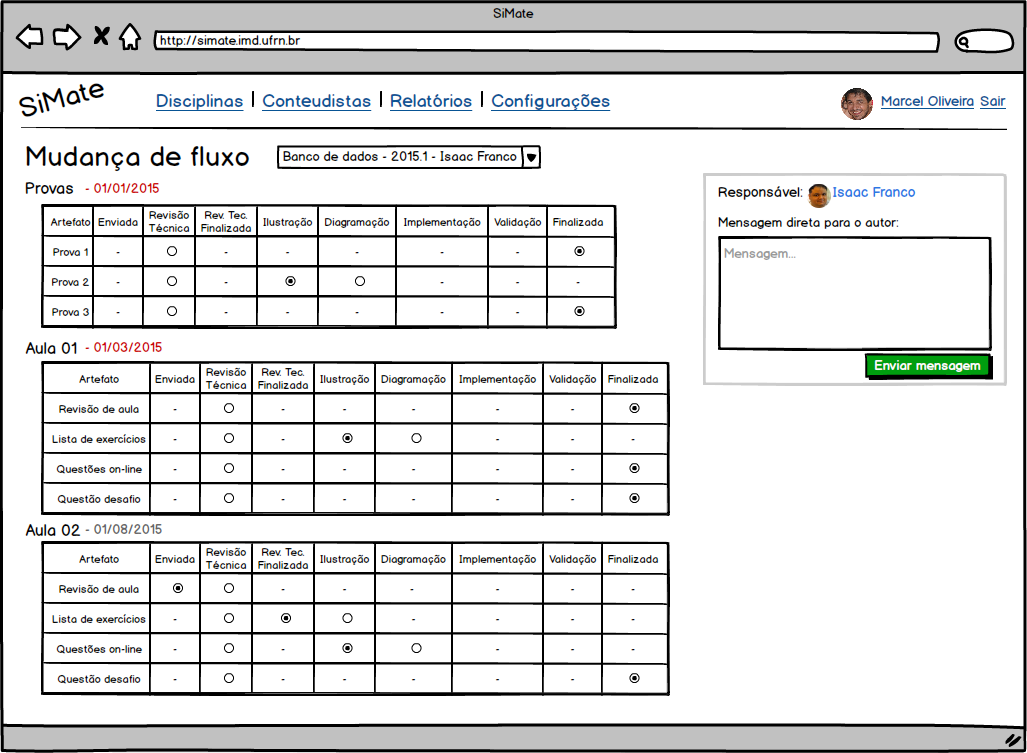 SiMate
http://simate.imd.ufrn.br
SiMate
Disciplinas | Conteudistas | Relatórios | Configurações
Marcel Oliveira Sair
Mudança de fluxo
Banco de dados - 2015.1 - Isaac Franco
Provas - 01/01/2015
Artefato Enviada Revisão Técnica Rev. Tec. Finalizada Ilustração Diagramação Implementação Validação Finalizada
Prova 1 - - - - - -
Prova 2 - - - - -
Prova 3 - - - - - -
Aula 01 - 01/03/2015
Artefato Enviada Revisão Técnica Rev. Tec. Finalizada Ilustração Diagramação Implementação Validação Finalizada
Revisão de aula - - - - - -
Lista de exercícios - - - - -
Questões on-line - - - - - -
Questão desafio - - - - - -
Aula 02 - 01/08/2015
Artefato Enviada Revisão Técnica Rev. Tec. Finalizada Ilustração Diagramação Implementação Validação Finalizada
Revisão de aula - - - - - -
Lista de exercícios - - - - -
Questões on-line - - - - -
Questão desafio - - - - - -
Responsável: Isaac Franco
Mensagem direta para o autor:
Mensagem...
Enviar mensagem